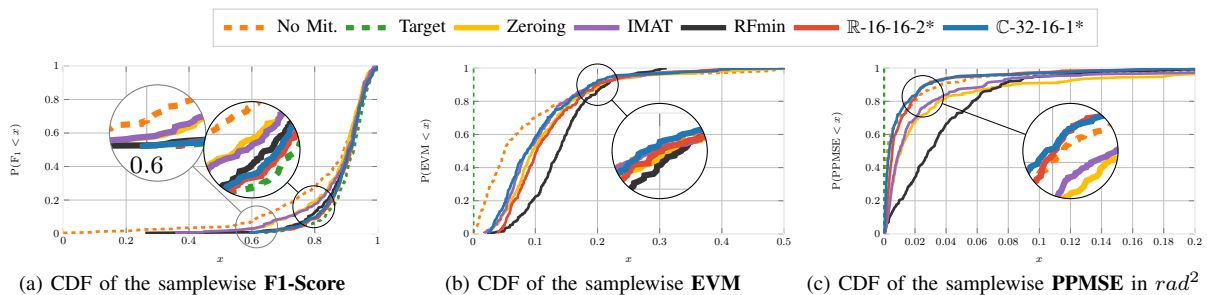 No Mit. Target Zeroing IMAT RFmin ℝ-16-16-2* ℂ-32-16-1*
P(F₁ < x)
1
0.8
0.6
0.4
0.2
0
0 0.2 0.4 0.6 0.8 1
x
0.6
(a) CDF of the samplewise F1-Score
P(EVM < x)
1
0.8
0.6
0.4
0.2
0
0 0.1 0.2 0.3 0.4 0.5
x
(b) CDF of the samplewise EVM
P(PPMSE < x)
1
0.8
0.6
0.4
0.2
0
0 0.02 0.04 0.06 0.08 0.1 0.12 0.14 0.16 0.2
x
(c) CDF of the samplewise PPMSE in rad²